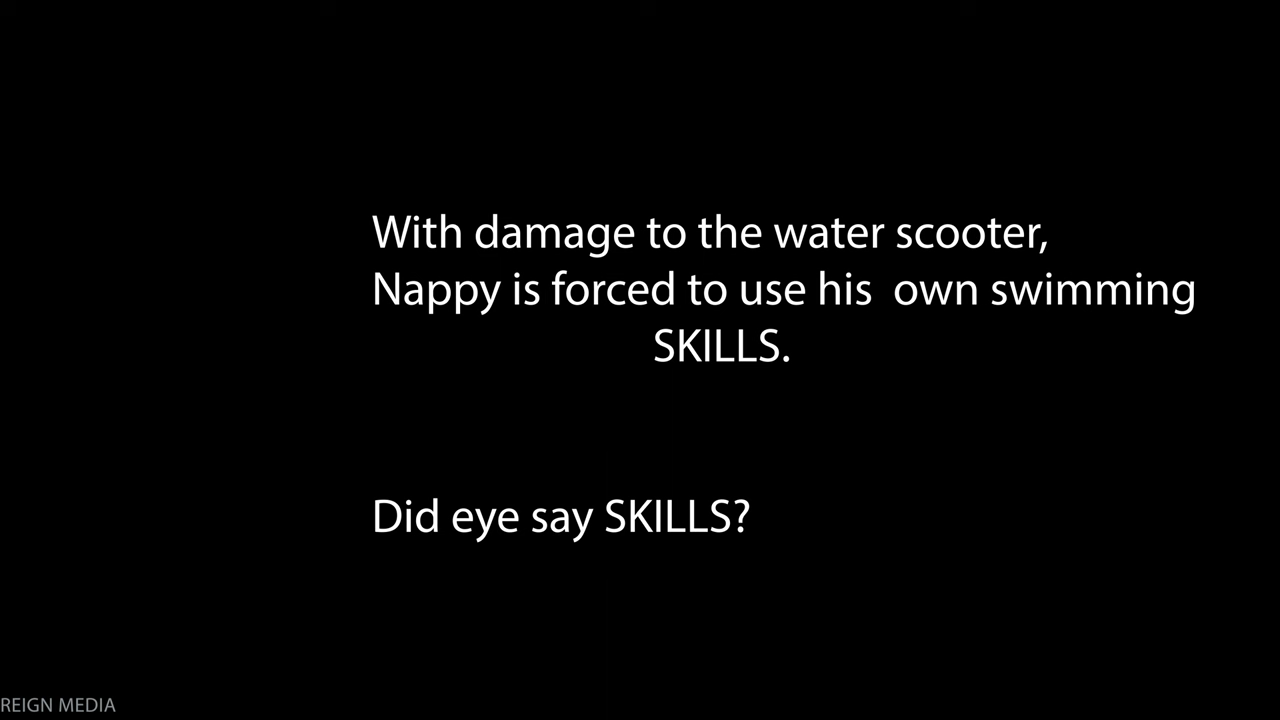 With damage to the water scooter,
Nappy is forced to use his  own swimming
SKILLS.
Did eye say SKILLS?
REIGN MEDIA